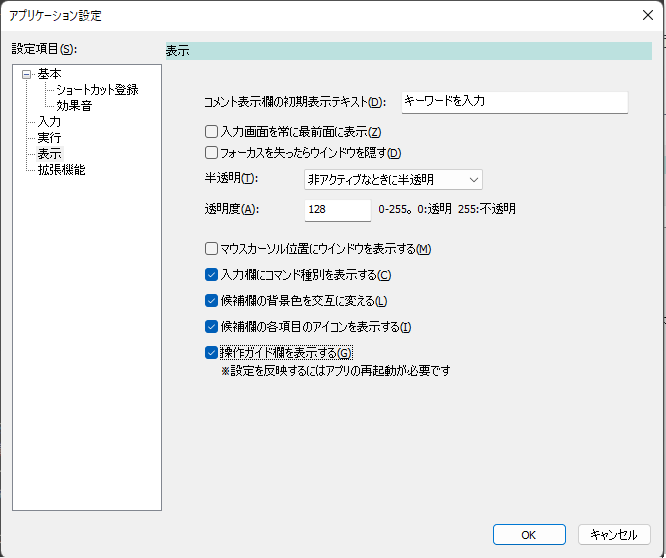 アプリケーション設定
設定項目(S):
基本
ショートカット登録
効果音
入力
実行
表示
拡張機能
表示
コメント表示欄の初期表示テキスト(D): キーワードを入力
入力画面を常に最前面に表示(Z)
フォーカスを失ったらウインドウを隠す(D)
半透明(T): 非アクティブなときに半透明
透明度(A): 128 0-255。 0:透明 255:不透明
マウスカーソル位置にウインドウを表示する(M)
入力欄にコマンド種別を表示する(C)
候補欄の背景色を交互に変える(L)
候補欄の各項目のアイコンを表示する(I)
操作ガイド欄を表示する(G)
※設定を反映するにはアプリの再起動が必要です
OK キャンセル